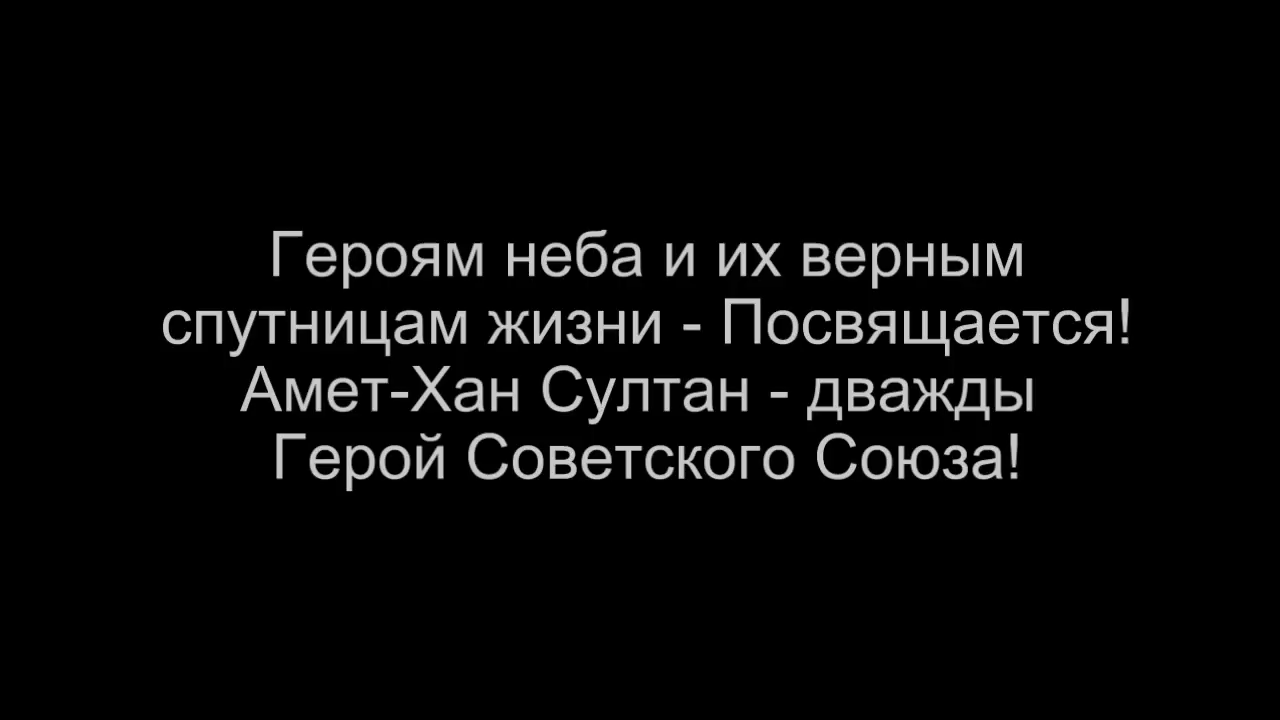 Героям неба и их верным
спутницам жизни - Посвящается!
Амет-Хан Султан - дважды
Герой Советского Союза!